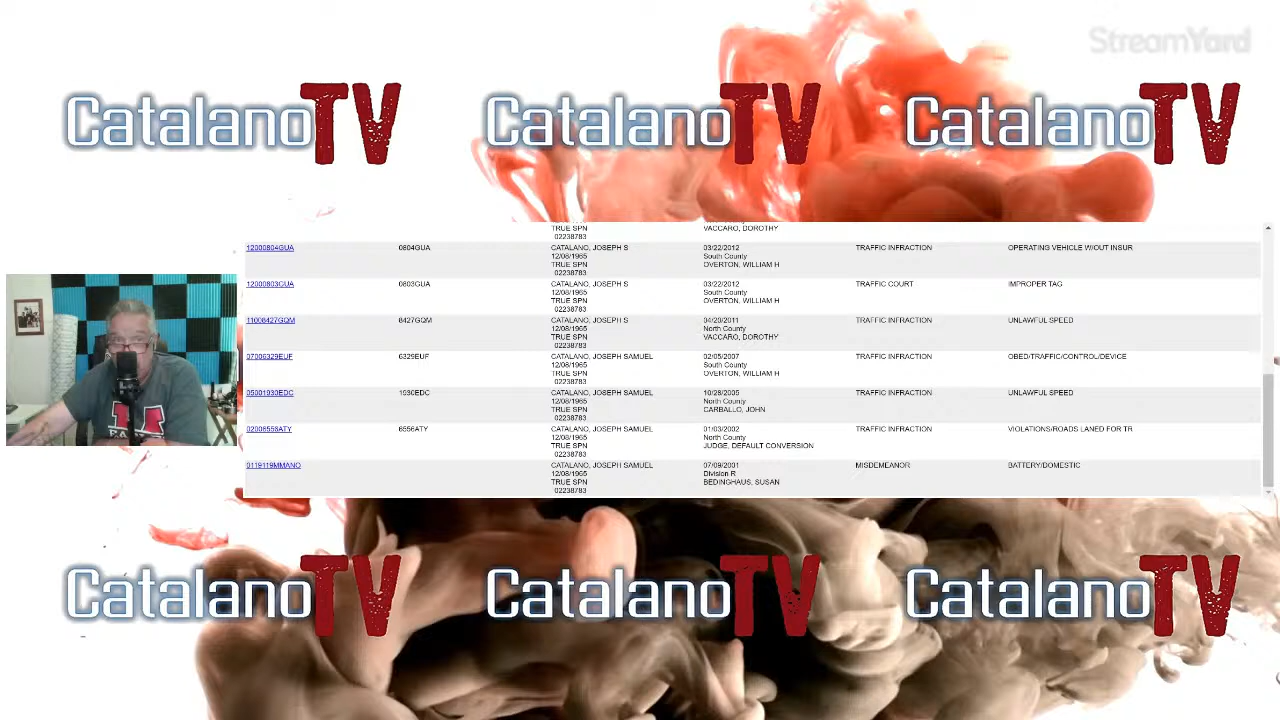 StreamYard
CatalanoTV CatalanoTV CatalanoTV
TRUE SPN VACCARO, DOROTHY
02238783
12000804GUA 0804GUA CATALANO, JOSEPH S 03/22/2012 TRAFFIC INFRACTION OPERATING VEHICLE W/OUT INSUR
12/08/1965 South County
TRUE SPN OVERTON, WILLIAM H
02238783
12000803GUA 0803GUA CATALANO, JOSEPH S 03/22/2012 TRAFFIC COURT IMPROPER TAG
12/08/1965 South County
TRUE SPN OVERTON, WILLIAM H
02238783
11008427GQM 8427GQM CATALANO, JOSEPH S 04/20/2011 TRAFFIC INFRACTION UNLAWFUL SPEED
12/08/1965 North County
TRUE SPN VACCARO, DOROTHY
02238783
07006329EUF 6329EUF CATALANO, JOSEPH SAMUEL 02/05/2007 TRAFFIC INFRACTION OBED/TRAFFIC/CONTROL/DEVICE
12/08/1965 South County
TRUE SPN OVERTON, WILLIAM H
02238783
05001930EDC 1930EDC CATALANO, JOSEPH SAMUEL 10/28/2005 TRAFFIC INFRACTION UNLAWFUL SPEED
12/08/1965 North County
TRUE SPN CARBALLO, JOHN
02238783
02006556ATY 6556ATY CATALANO, JOSEPH SAMUEL 01/03/2002 TRAFFIC INFRACTION VIOLATIONS/ROADS LANED FOR TR
12/08/1965 North County
TRUE SPN JUDGE, DEFAULT CONVERSION
02238783
0119119MMANO CATALANO, JOSEPH SAMUEL 07/09/2001 MISDEMEANOR BATTERY/DOMESTIC
12/08/1965 Division R
TRUE SPN BEDINGHAUS, SUSAN
02238783
CatalanoTV CatalanoTV CatalanoTV